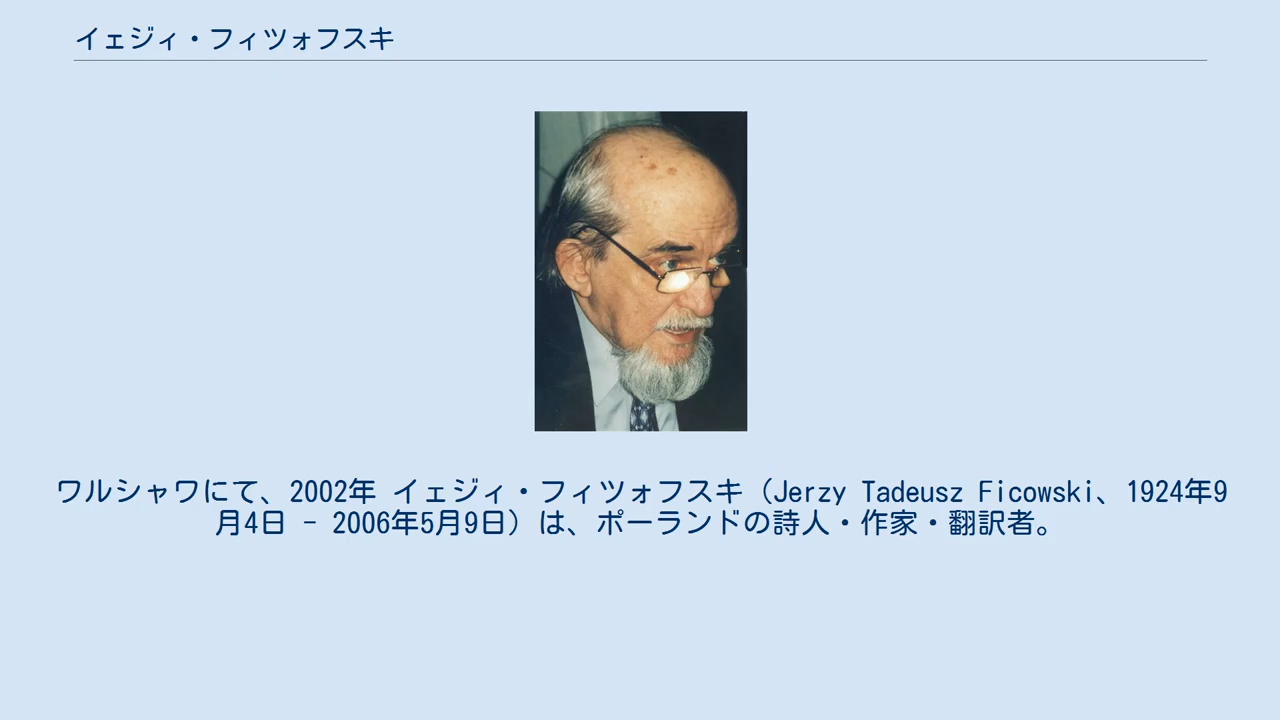 イェジィ・フィツォフスキ
ワルシャワにて、2002年 イェジィ・フィツォフスキ（Jerzy Tadeusz Ficowski、1924年9
月4日 - 2006年5月9日）は、ポーランドの詩人・作家・翻訳者。